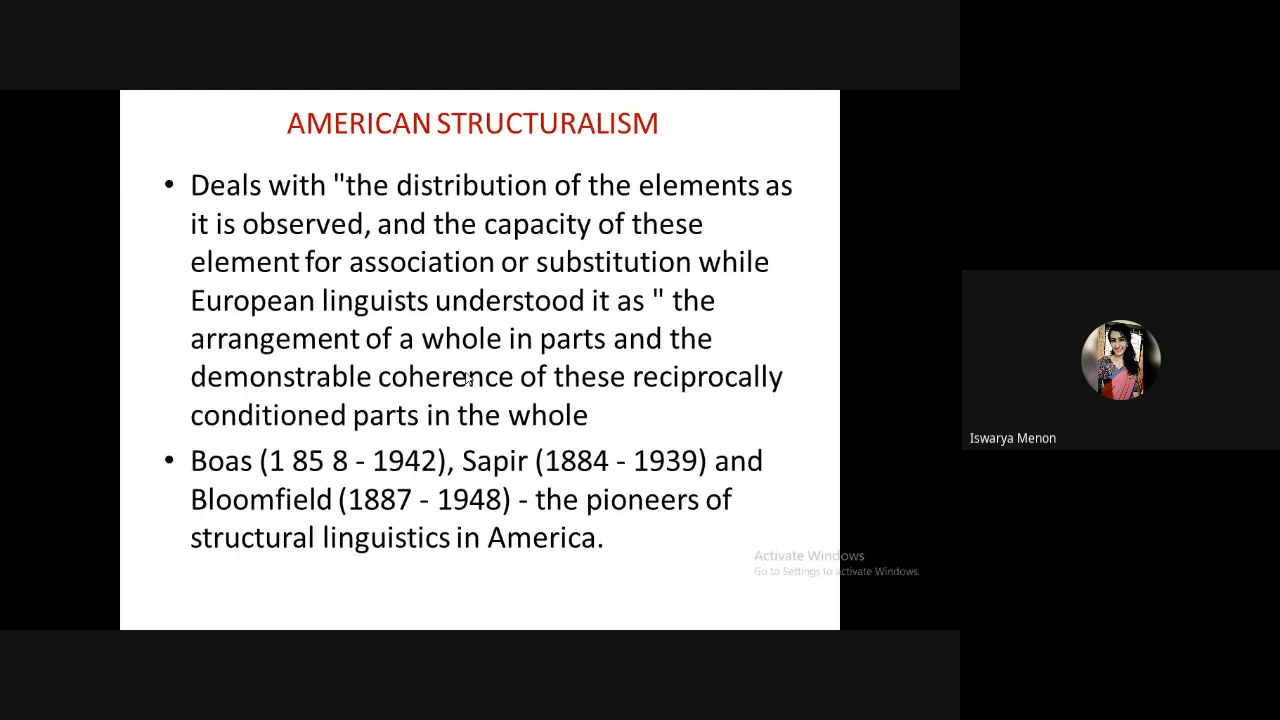 AMERICAN STRUCTURALISM
• Deals with "the distribution of the elements as
it is observed, and the capacity of these
element for association or substitution while
European linguists understood it as " the
arrangement of a whole in parts and the
demonstrable coherence of these reciprocally
conditioned parts in the whole
• Boas (1 85 8 - 1942), Sapir (1884 - 1939) and
Bloomfield (1887 - 1948) - the pioneers of
structural linguistics in America.
Activate Windows
Go to Settings to activate Windows.
Iswarya Menon